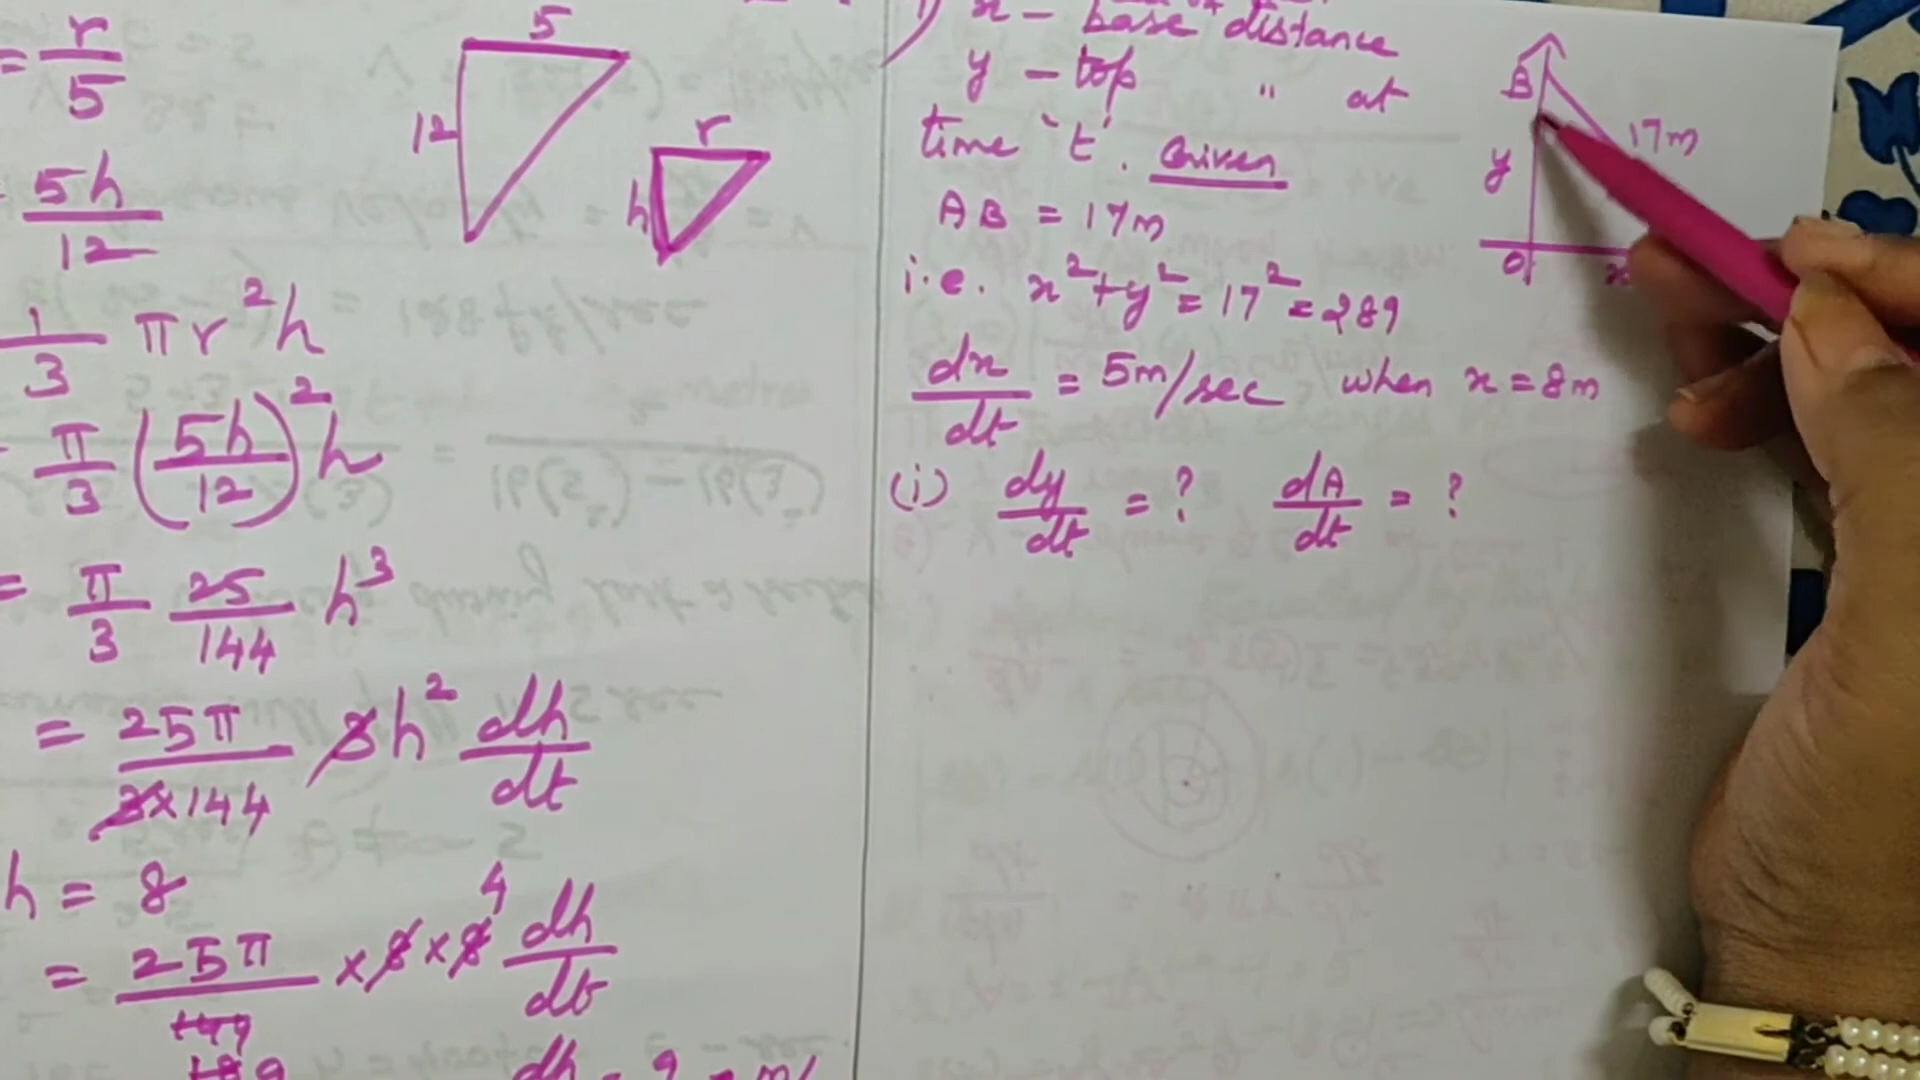 = r/5
5h/12
5
12
r
h
1/3 πr²h
π/3 (5h/12)² h
= π/3 25/144 h³
= 25π/3×144 3h² dh/dt
h = 8
4
= 25π/144 × 8 × 8 dh/dt
9
x - base distance
y - top " at
time 't'. Given
AB = 17m
i.e. x² + y² = 17² = 289
dx/dt = 5m/sec when x = 8m
(i) dy/dt = ? dA/dt = ?
B
17m
y
O
x